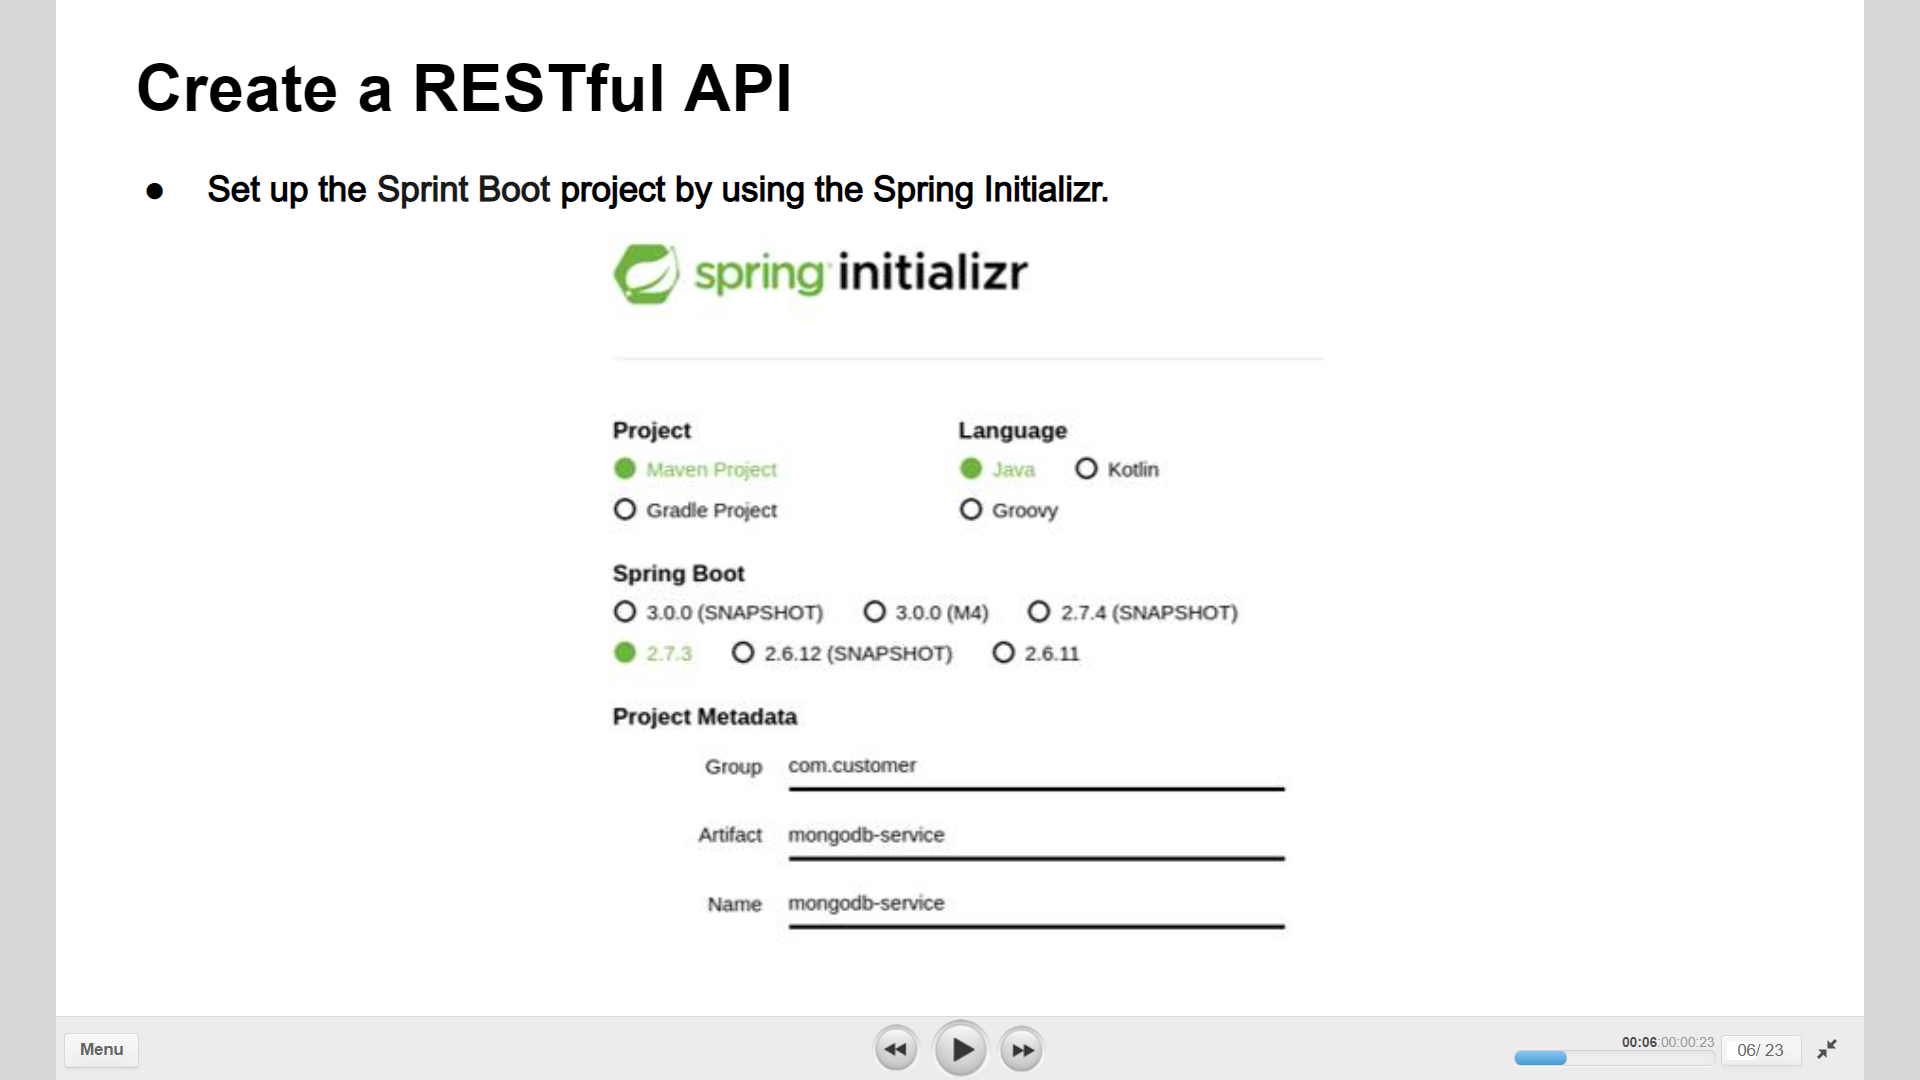 Create a RESTful API
● Set up the Sprint Boot project by using the Spring Initializr.
spring initializr
Project Language
Maven Project Java Kotlin
Gradle Project Groovy
Spring Boot
3.0.0 (SNAPSHOT) 3.0.0 (M4) 2.7.4 (SNAPSHOT)
2.7.3 2.6.12 (SNAPSHOT) 2.6.11
Project Metadata
Group com.customer
Artifact mongodb-service
Name mongodb-service
Menu 00:06:00:00:23 06/ 23